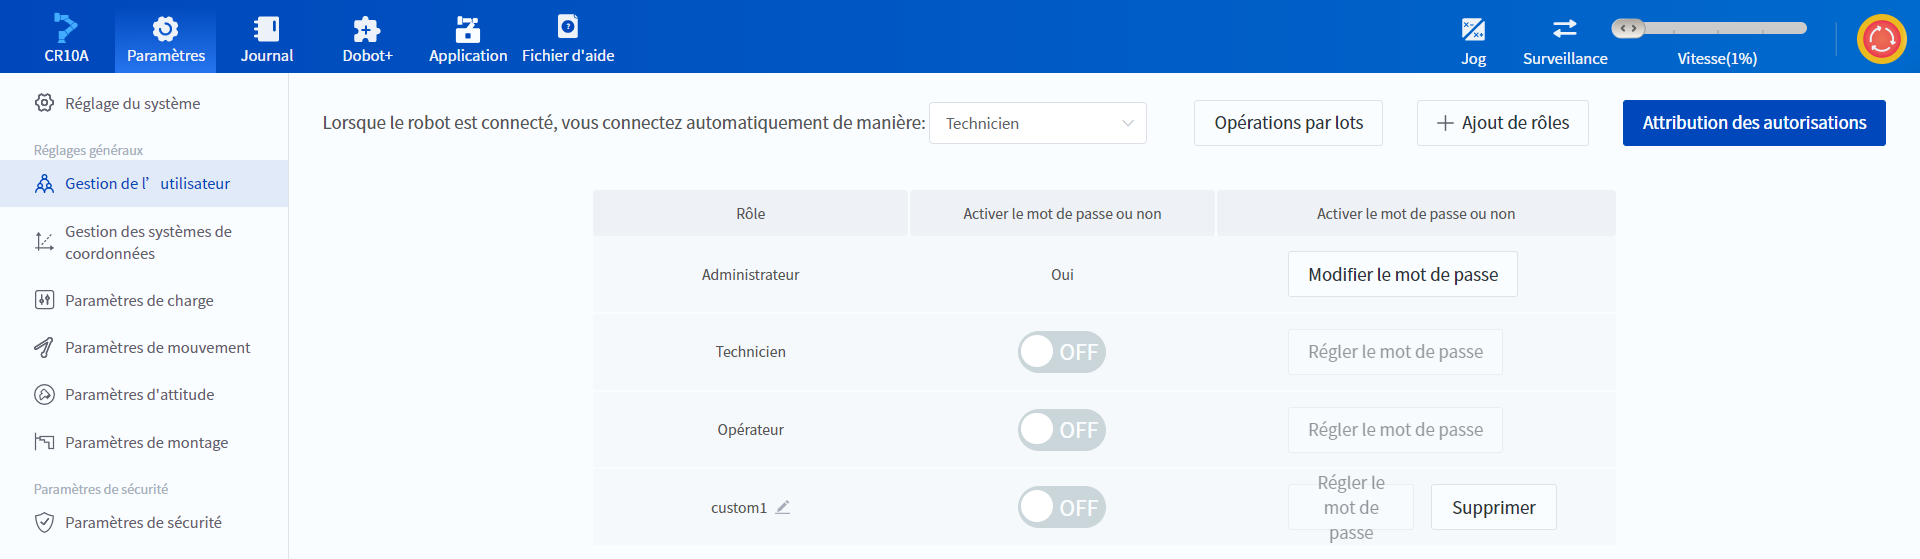 CR10A
Paramètres
Journal
Dobot+
Application
Fichier d'aide
Jog
Surveillance
Vitesse(1%)
Réglage du système
Réglages généraux
Gestion de l’utilisateur
Gestion des systèmes de
coordonnées
Paramètres de charge
Paramètres de mouvement
Paramètres d'attitude
Paramètres de montage
Paramètres de sécurité
Paramètres de sécurité
Lorsque le robot est connecté, vous connectez automatiquement de manière:
Technicien
Opérations par lots
Ajout de rôles
Attribution des autorisations
Rôle
Activer le mot de passe ou non
Activer le mot de passe ou non
Administrateur
Oui
Modifier le mot de passe
Technicien
OFF
Régler le mot de passe
Opérateur
OFF
Régler le mot de passe
custom1
OFF
Régler le
mot de
passe
Supprimer